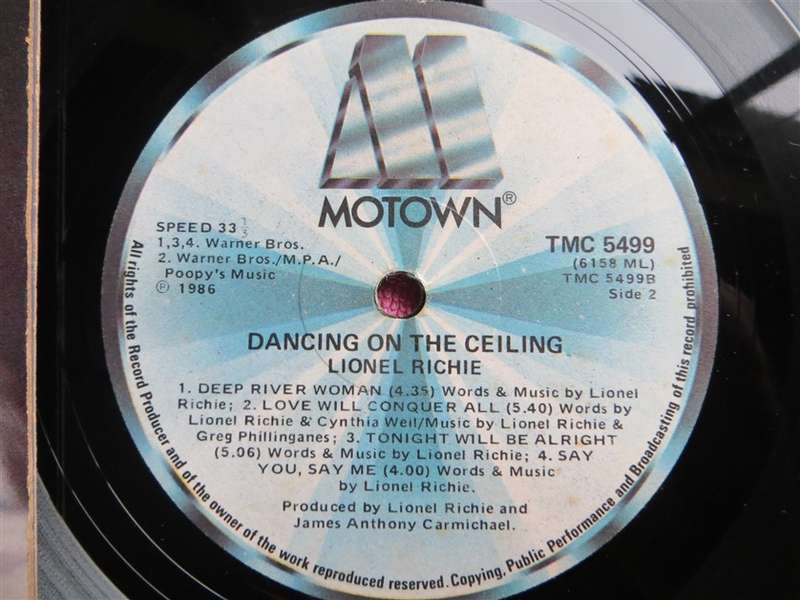 MOTOWN®
SPEED 33 1/3
1,3,4. Warner Bros.
2. Warner Bros./M.P.A./
Poopy's Music
℗ 1986
TMC 5499
(6158 ML)
TMC 5499B
Side 2
DANCING ON THE CEILING
LIONEL RICHIE
1. DEEP RIVER WOMAN (4.35) Words & Music by Lionel
Richie; 2. LOVE WILL CONQUER ALL (5.40) Words by
Lionel Richie & Cynthia Weil/Music by Lionel Richie &
Greg Phillinganes; 3. TONIGHT WILL BE ALRIGHT
(5.06) Words & Music by Lionel Richie; 4. SAY
YOU, SAY ME (4.00) Words & Music
by Lionel Richie.
Produced by Lionel Richie and
James Anthony Carmichael.
All rights of the Record Producer and of the owner of the work reproduced reserved. Copying, Public Performance and Broadcasting of this record prohibited